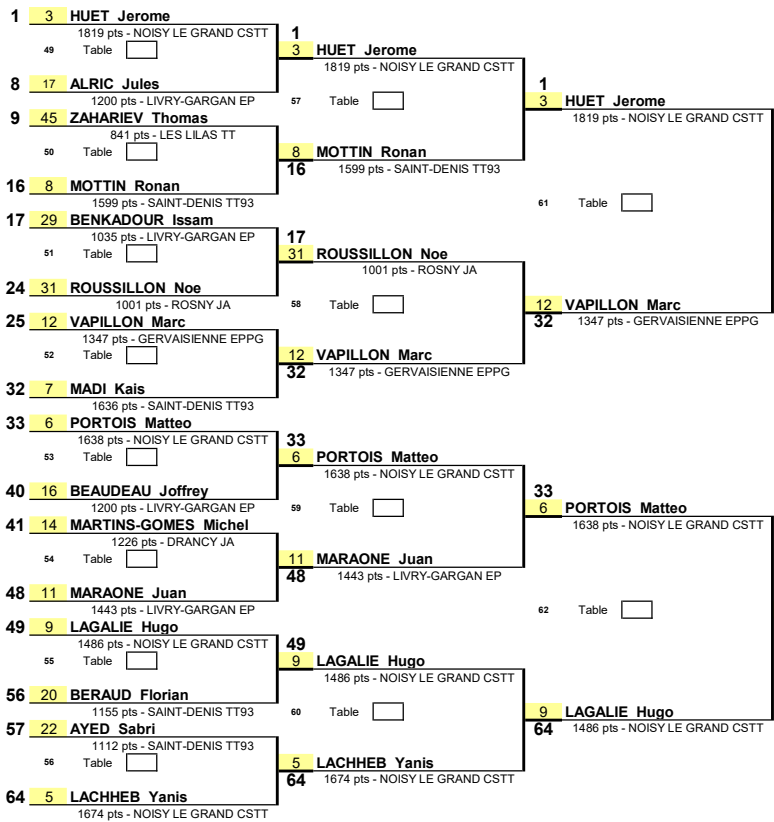 1 3 HUET Jerome
1819 pts - NOISY LE GRAND CSTT
49 Table
8 17 ALRIC Jules
1200 pts - LIVRY-GARGAN EP
9 45 ZAHARIEV Thomas
841 pts - LES LILAS TT
50 Table
16 8 MOTTIN Ronan
1599 pts - SAINT-DENIS TT93
17 29 BENKADOUR Issam
1035 pts - LIVRY-GARGAN EP
51 Table
24 31 ROUSSILLON Noe
1001 pts - ROSNY JA
25 12 VAPILLON Marc
1347 pts - GERVAISIENNE EPPG
52 Table
32 7 MADI Kais
1636 pts - SAINT-DENIS TT93
33 6 PORTOIS Matteo
1638 pts - NOISY LE GRAND CSTT
53 Table
40 16 BEAUDEAU Joffrey
1200 pts - LIVRY-GARGAN EP
41 14 MARTINS-GOMES Michel
1226 pts - DRANCY JA
54 Table
48 11 MARAONE Juan
1443 pts - LIVRY-GARGAN EP
49 9 LAGALIE Hugo
1486 pts - NOISY LE GRAND CSTT
55 Table
56 20 BERAUD Florian
1155 pts - SAINT-DENIS TT93
57 22 AYED Sabri
1112 pts - SAINT-DENIS TT93
56 Table
64 5 LACHHEB Yanis
1674 pts - NOISY LE GRAND CSTT
1
3 HUET Jerome
1819 pts - NOISY LE GRAND CSTT
57 Table
8 MOTTIN Ronan
16 1599 pts - SAINT-DENIS TT93
17
31 ROUSSILLON Noe
1001 pts - ROSNY JA
58 Table
12 VAPILLON Marc
32 1347 pts - GERVAISIENNE EPPG
33
6 PORTOIS Matteo
1638 pts - NOISY LE GRAND CSTT
59 Table
11 MARAONE Juan
48 1443 pts - LIVRY-GARGAN EP
49
9 LAGALIE Hugo
1486 pts - NOISY LE GRAND CSTT
60 Table
5 LACHHEB Yanis
64 1674 pts - NOISY LE GRAND CSTT
1
3 HUET Jerome
1819 pts - NOISY LE GRAND CSTT
61 Table
12 VAPILLON Marc
32 1347 pts - GERVAISIENNE EPPG
33
6 PORTOIS Matteo
1638 pts - NOISY LE GRAND CSTT
62 Table
9 LAGALIE Hugo
64 1486 pts - NOISY LE GRAND CSTT